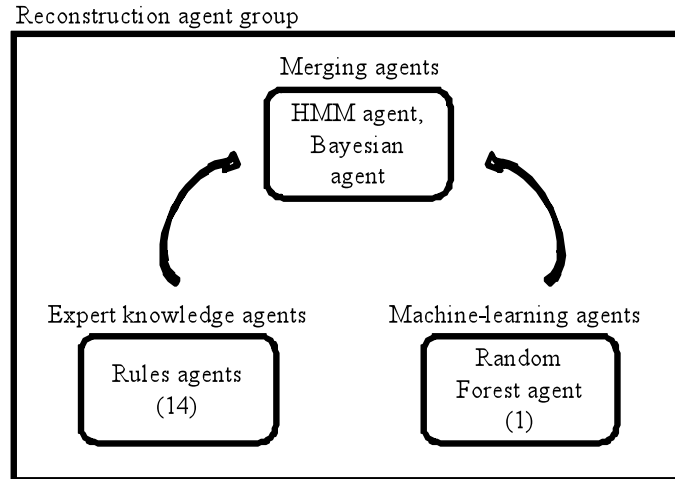 Reconstruction agent group
Merging agents
HMM agent,
Bayesian
agent
Expert knowledge agents
Rules agents
(14)
Machine-learning agents
Random
Forest agent
(1)